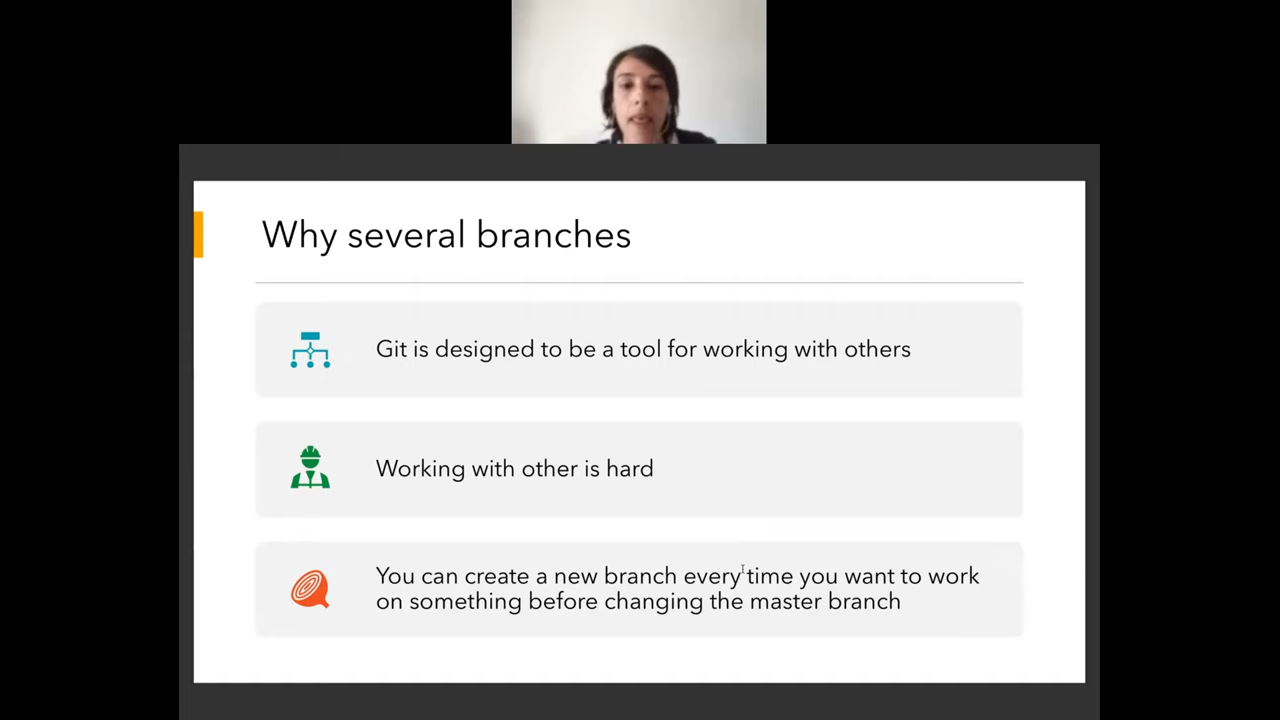 Why several branches
Git is designed to be a tool for working with others
Working with other is hard
You can create a new branch every time you want to work
on something before changing the master branch